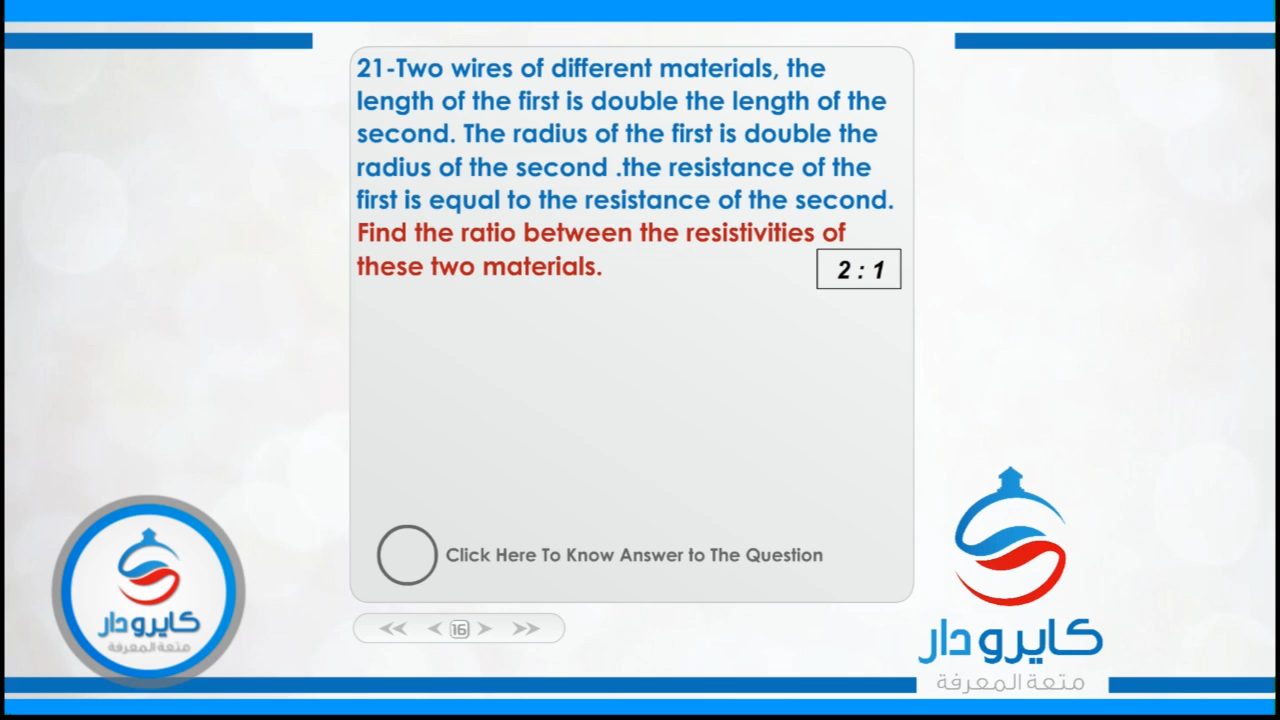 21-Two wires of different materials, the
length of the first is double the length of the
second. The radius of the first is double the
radius of the second .the resistance of the
first is equal to the resistance of the second.
Find the ratio between the resistivities of
these two materials.
2 : 1
Click Here To Know Answer to The Question
16
كايرو دار
متعة المعرفة
كايرو دار
متعة المعرفة